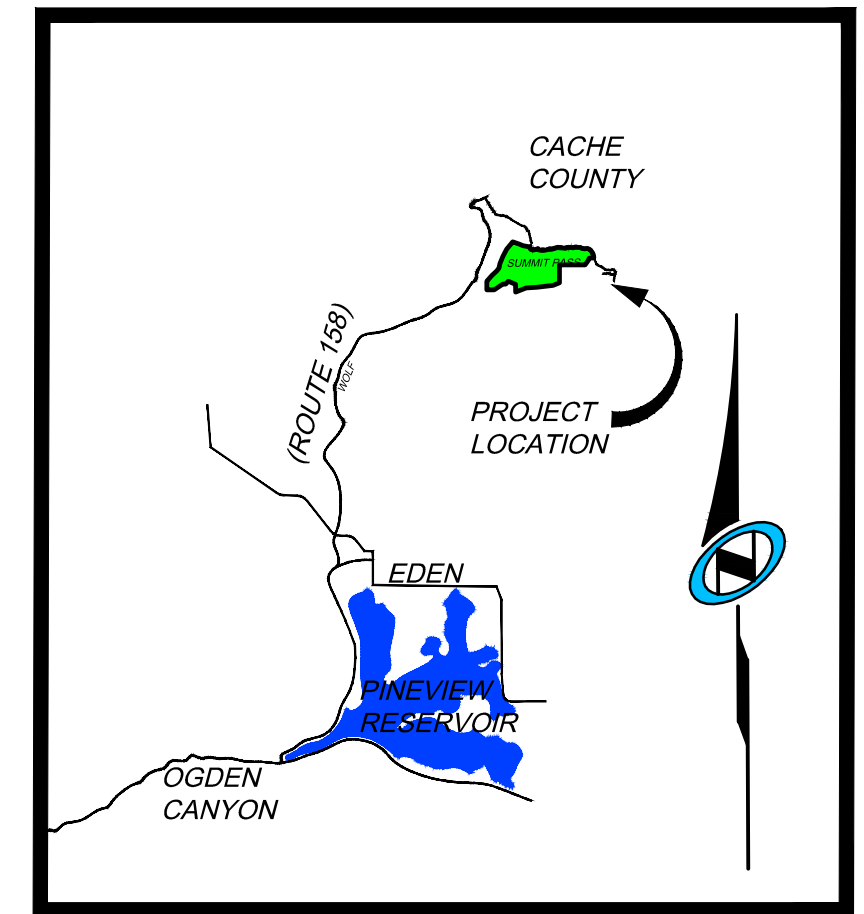 CACHE
COUNTY
SUMMIT PASS
(ROUTE 158)
WOLF
PROJECT
LOCATION
N
EDEN
PINEVIEW
RESERVOIR
OGDEN
CANYON